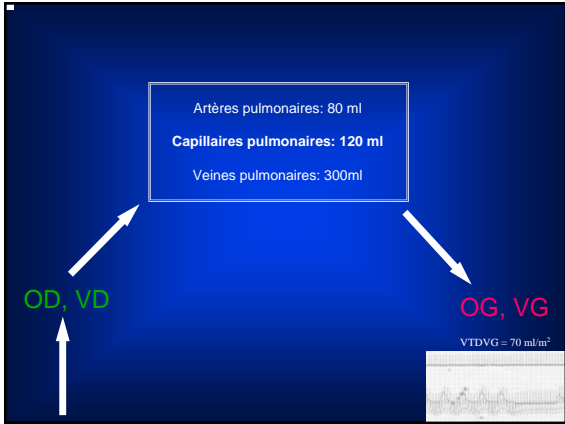 Artères pulmonaires: 80 ml
Capillaires pulmonaires: 120 ml
Veines pulmonaires: 300ml
OD, VD
OG, VG
VTDVG = 70 ml/m²